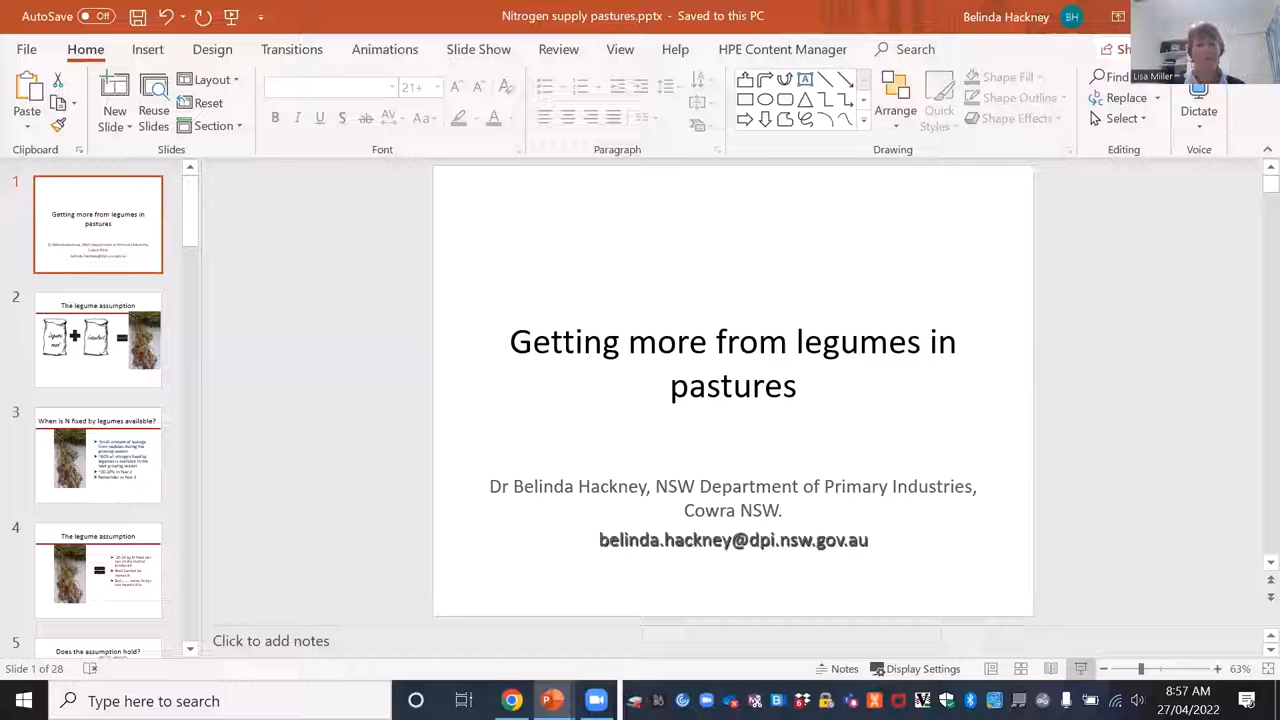 AutoSave Off
Nitrogen supply pastures.pptx - Saved to this PC
Belinda Hackney BH
File Home Insert Design Transitions Animations Slide Show Review View Help HPE Content Manager Search
Lisa Miller
Paste
New Slide
Reuse Slides
Layout
Reset
Section
B I U S ab AV Aa A
Arrange
Quick Styles
Shape Fill
Shape Outline
Shape Effects
Find
Replace
Select
Dictate
Clipboard Slides Font Paragraph Drawing Editing Voice
1
Getting more from legumes in
pastures
2
The legume assumption
3
When is N fixed by legumes available?
4
The legume assumption
5
Does the assumption hold?
Getting more from legumes in
pastures
Dr Belinda Hackney, NSW Department of Primary Industries,
Cowra NSW.
belinda.hackney@dpi.nsw.gov.au
Click to add notes
Slide 1 of 28
Notes
Display Settings
63%
Type here to search
8:57 AM
27/04/2022